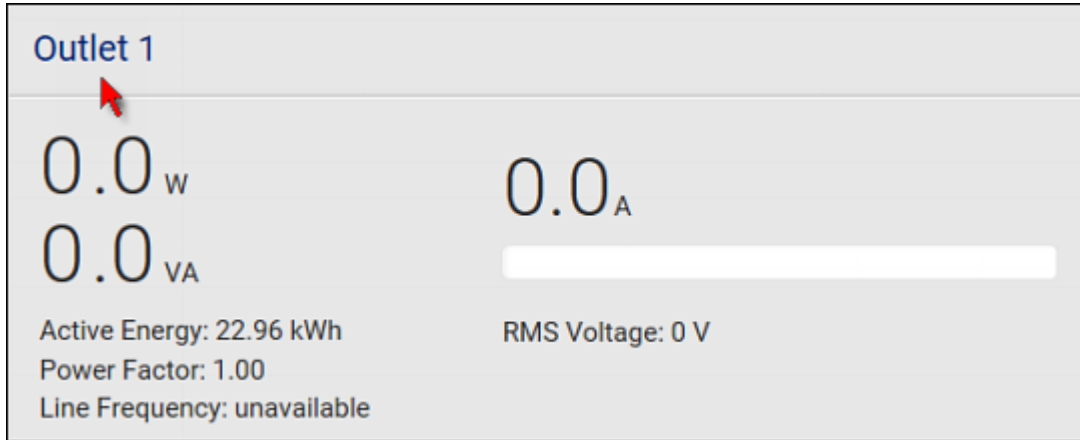 Outlet 1
0.0 W
0.0 VA
Active Energy: 22.96 kWh
Power Factor: 1.00
Line Frequency: unavailable
0.0 A
RMS Voltage: 0 V